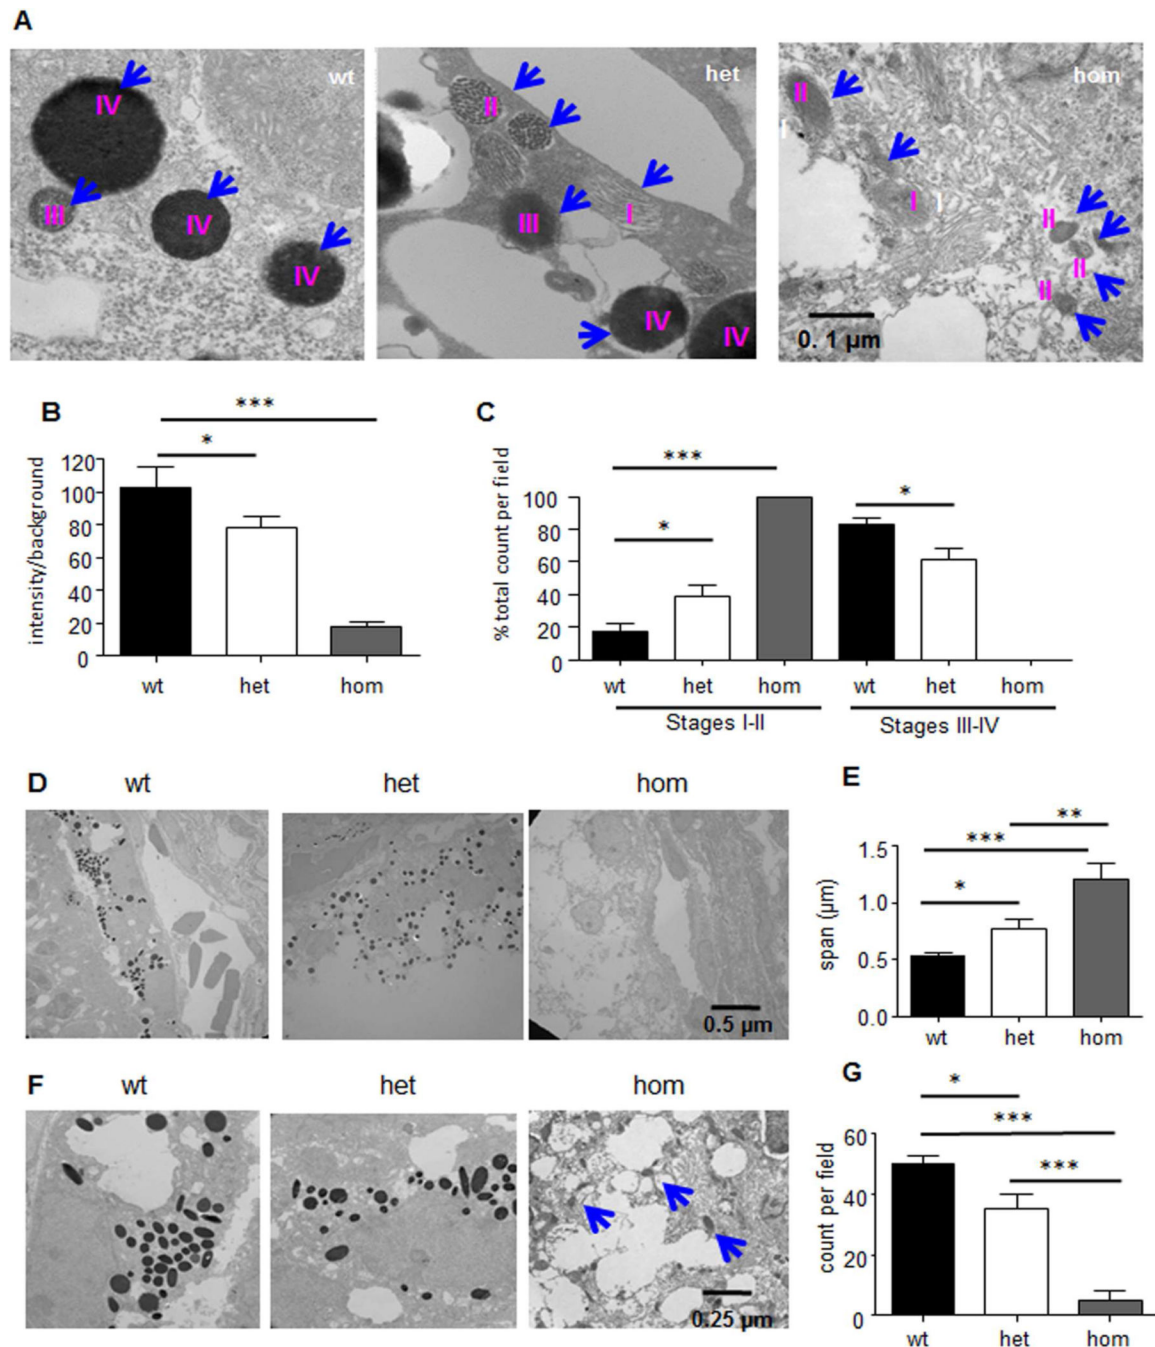 A
wt
het
hom
IV
III
IV
IV
II
I
III
IV
IV
II
I
II
II
II
0. 1 µm
B
***
*
intensity/background
120
100
80
60
40
20
0
wt
het
hom
C
***
*
*
% total count per field
100
80
60
40
20
0
wt
het
hom
wt
het
hom
Stages I-II
Stages III-IV
D
wt
het
hom
0.5 µm
E
**
***
*
span (µm)
1.5
1.0
0.5
0.0
wt
het
hom
F
wt
het
hom
0.25 µm
G
*
***
***
count per field
60
40
20
0
wt
het
hom